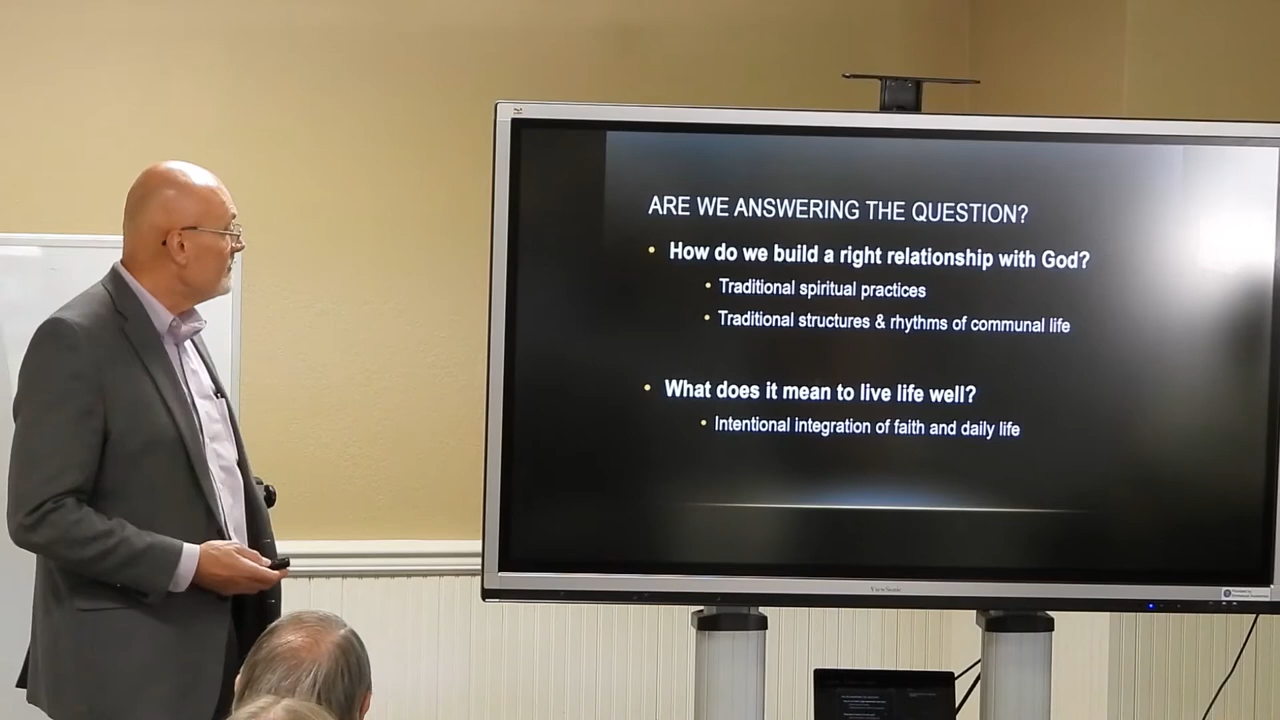 ARE WE ANSWERING THE QUESTION?
• How do we build a right relationship with God?
• Traditional spiritual practices
• Traditional structures & rhythms of communal life
• What does it mean to live life well?
• Intentional integration of faith and daily life
ViewSonic